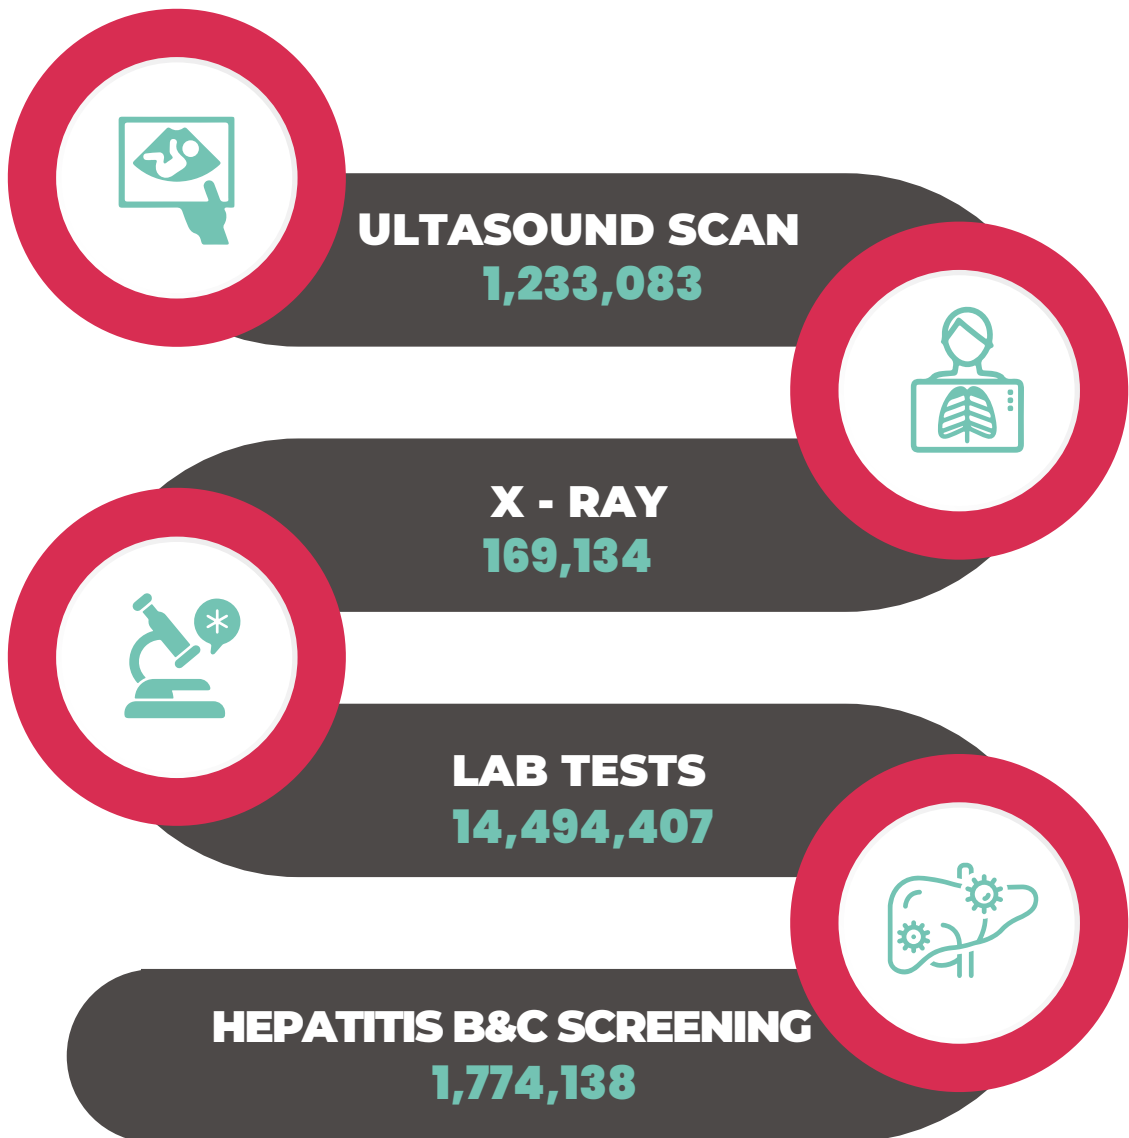 ULTASOUND SCAN
1,233,083
X - RAY
169,134
LAB TESTS
14,494,407
HEPATITIS B&C SCREENING
1,774,138